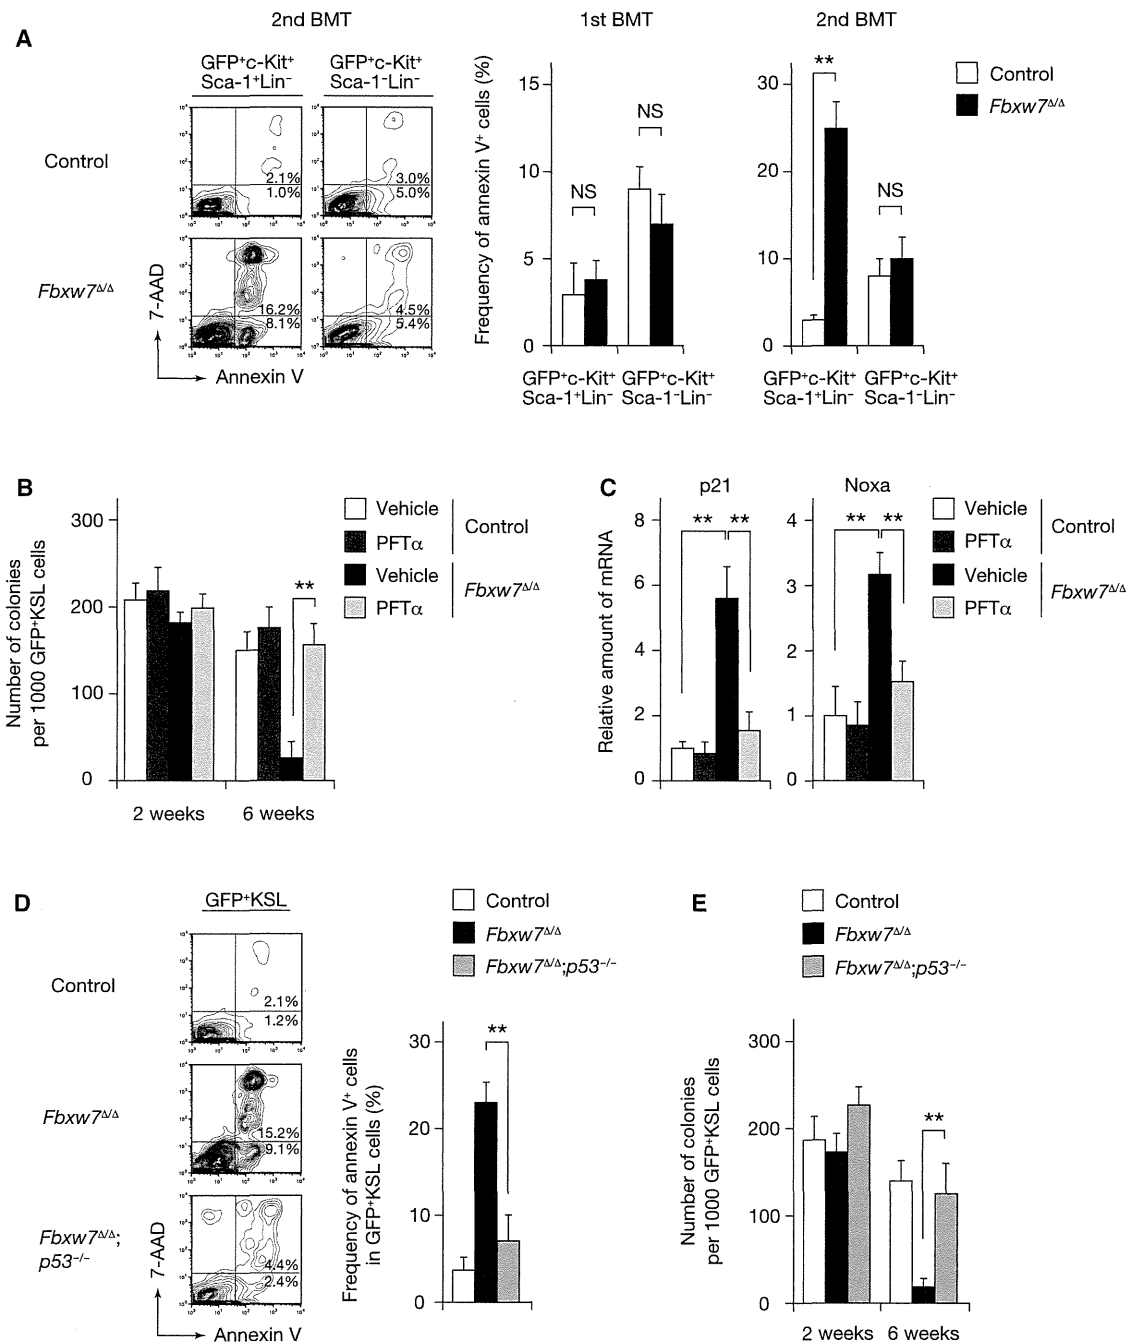 A
2nd BMT
GFP⁺c-Kit⁺ Sca-1⁺Lin⁻
GFP⁺c-Kit⁺ Sca-1⁻Lin⁻
Control
2.1%
1.0%
3.0%
5.0%
Fbxw7Δ/Δ
16.2%
8.1%
4.5%
5.4%
7-AAD
Annexin V
1st BMT
Frequency of annexin V⁺ cells (%)
15
10
5
0
NS
NS
GFP⁺c-Kit⁺ Sca-1⁺Lin⁻
GFP⁺c-Kit⁺ Sca-1⁻Lin⁻
2nd BMT
30
20
10
0
**
NS
GFP⁺c-Kit⁺ Sca-1⁺Lin⁻
GFP⁺c-Kit⁺ Sca-1⁻Lin⁻
Control
Fbxw7Δ/Δ
B
Number of colonies
per 1000 GFP⁺KSL cells
300
200
100
0
**
2 weeks
6 weeks
Vehicle
PFTα
Control
Vehicle
PFTα
Fbxw7Δ/Δ
C
p21
Relative amount of mRNA
8
6
4
2
0
**
**
Noxa
4
3
2
1
0
**
**
Vehicle
PFTα
Control
Vehicle
PFTα
Fbxw7Δ/Δ
D
GFP⁺KSL
Control
2.1%
1.2%
Fbxw7Δ/Δ
15.2%
9.1%
Fbxw7Δ/Δ;
p53⁻/⁻
4.4%
2.4%
7-AAD
Annexin V
Control
Fbxw7Δ/Δ
Fbxw7Δ/Δ;p53⁻/⁻
Frequency of annexin V⁺ cells
in GFP⁺KSL cells (%)
30
20
10
0
**
E
Control
Fbxw7Δ/Δ
Fbxw7Δ/Δ;p53⁻/⁻
Number of colonies
per 1000 GFP⁺KSL cells
300
200
100
0
**
2 weeks
6 weeks